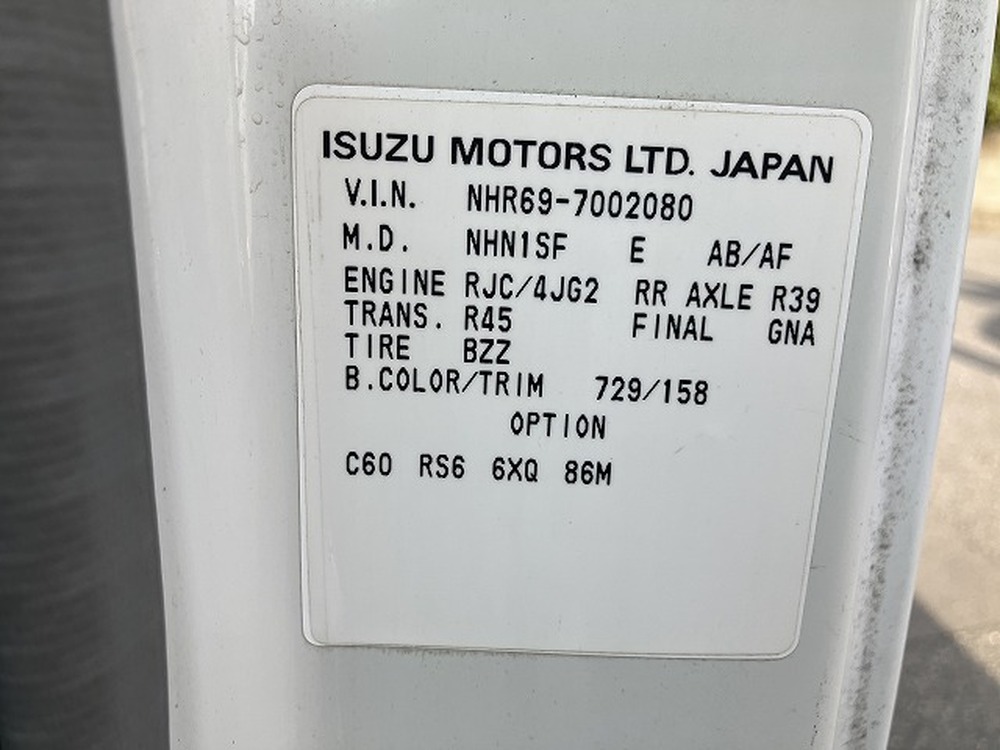 ISUZU MOTORS LTD. JAPAN
V.I.N. NHR69-7002080
M.D. NHN1SF E AB/AF
ENGINE RJC/4JG2 RR AXLE R39
TRANS. R45 FINAL GNA
TIRE BZZ
B.COLOR/TRIM 729/158
OPTION
C60 RS6 6XQ 86M